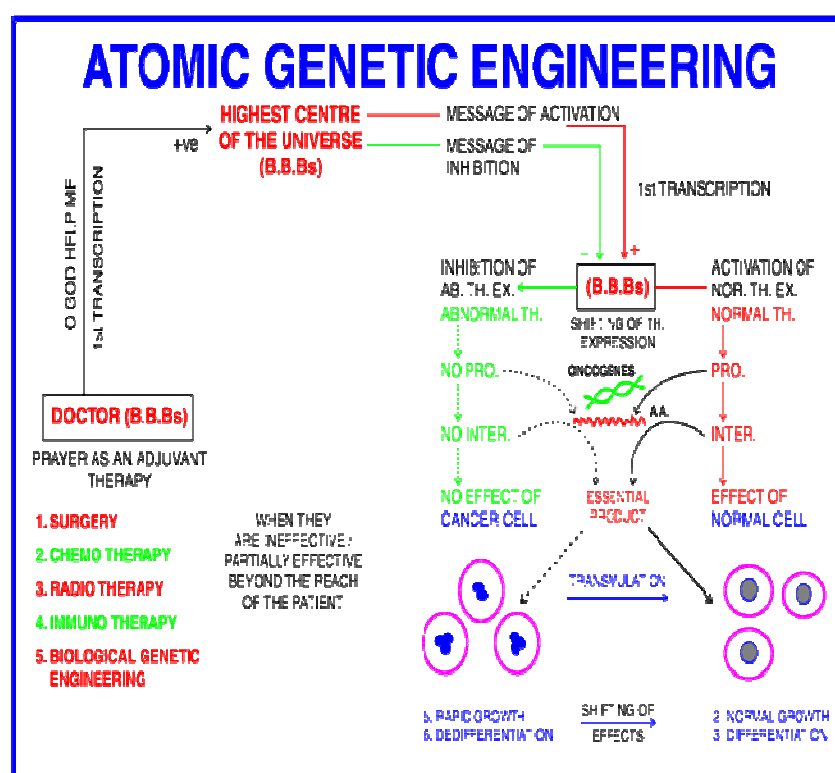 ATOMIC GENETIC ENGINEERING
HIGHEST CENTRE
OF THE UNIVERSE
(B.B.Bs)
+ve
MESSAGE OF ACTIVATION
MESSAGE OF
INHIBITION
1st TRANSCRIPTION
O GOD HELP ME
1st TRANSCRIPTION
DOCTOR (B.B.Bs)
PRAYER AS AN ADJUVANT
THERAPY
1. SURGERY
2. CHEMO THERAPY
3. RADIO THERAPY
4. IMMUNO THERAPY
5. BIOLOGICAL GENETIC
ENGINEERING
WHEN THEY
ARE INEFFECTIVE /
PARTIALLY EFFECTIVE
BEYOND THE REACH
OF THE PATIENT
- +
INHIBITION OF
AB. TH. EX.
ABNORMAL TH.
(B.B.Bs)
SHIFTING OF TH.
EXPRESSION
ACTIVATION OF
NOR. TH. EX.
NORMAL TH.
NO PRO.
ONCOGENES
PRO.
AA.
NO INTER.
INTER.
NO EFFECT OF
CANCER CELL
ESSENTIAL
PRODUCT
EFFECT OF
NORMAL CELL
TRANSMULATION
5. RAPID GROWTH
6. DEDIFFERENTIATION
SHIFTING OF
EFFECTS
2. NORMAL GROWTH
3. DIFFERENTIATION